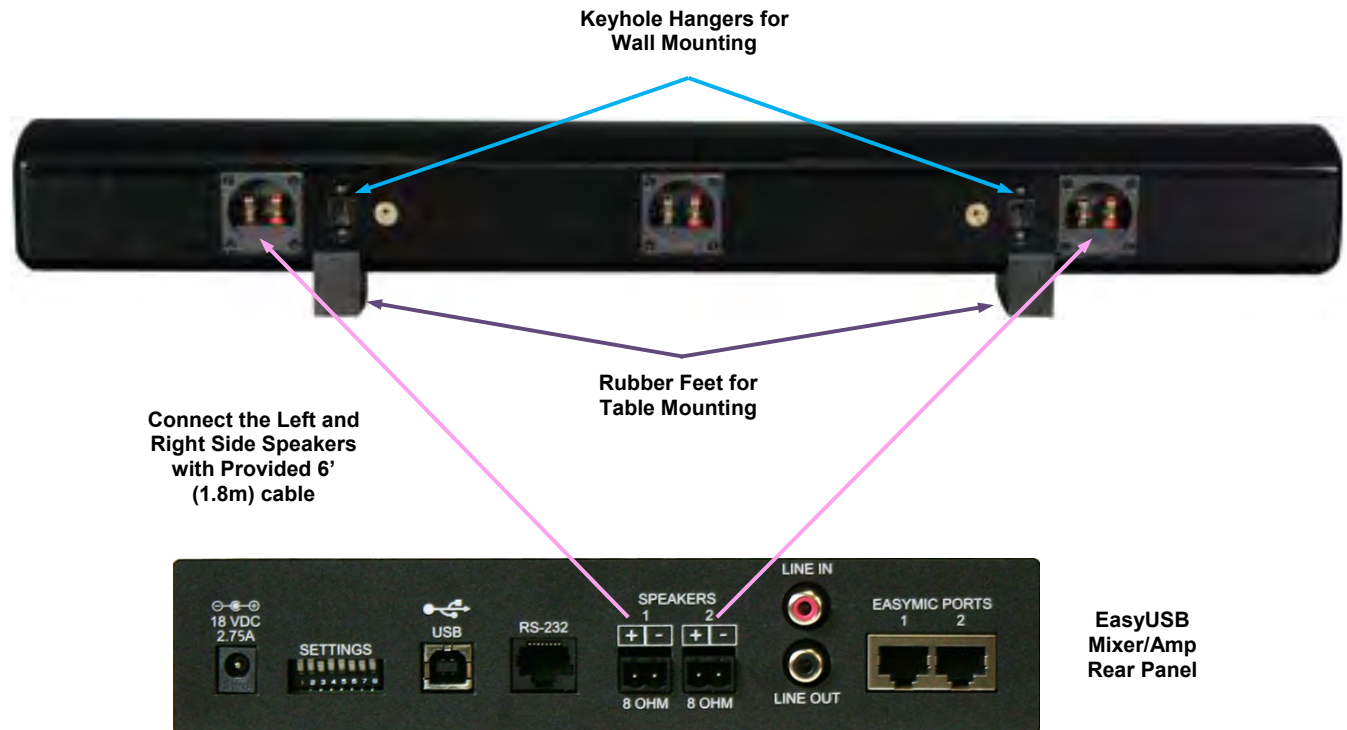 Keyhole Hangers for
Wall Mounting
Rubber Feet for
Table Mounting
Connect the Left and
Right Side Speakers
with Provided 6’
(1.8m) cable
18 VDC
2.75A
SETTINGS
1 2 3 4 5 6 7 8
USB
RS-232
SPEAKERS
1 2
+ - + -
8 OHM 8 OHM
LINE IN
LINE OUT
EASYMIC PORTS
1 2
EasyUSB
Mixer/Amp
Rear Panel